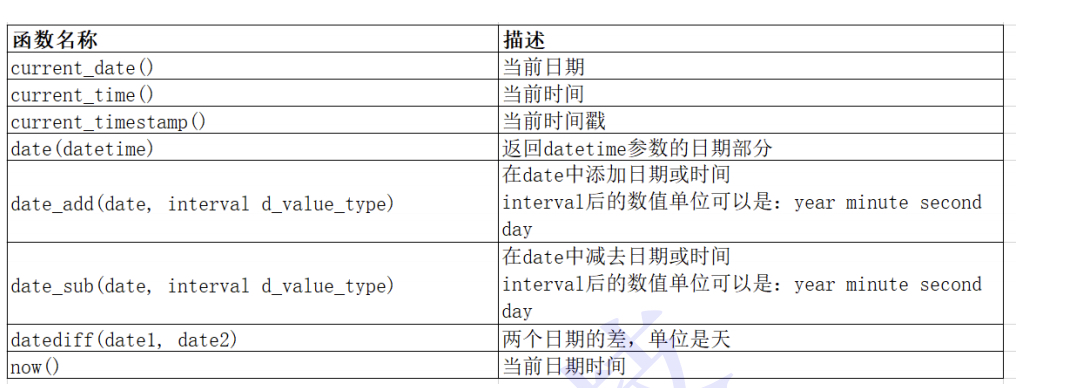 函数名称 描述
current_date() 当前日期
current_time() 当前时间
current_timestamp() 当前时间戳
date(datetime) 返回datetime参数的日期部分
date_add(date, interval d_value_type) 在date中添加日期或时间
interval后的数值单位可以是：year minute second
day
date_sub(date, interval d_value_type) 在date中减去日期或时间
interval后的数值单位可以是：year minute second
day
datediff(date1, date2) 两个日期的差，单位是天
now() 当前日期时间